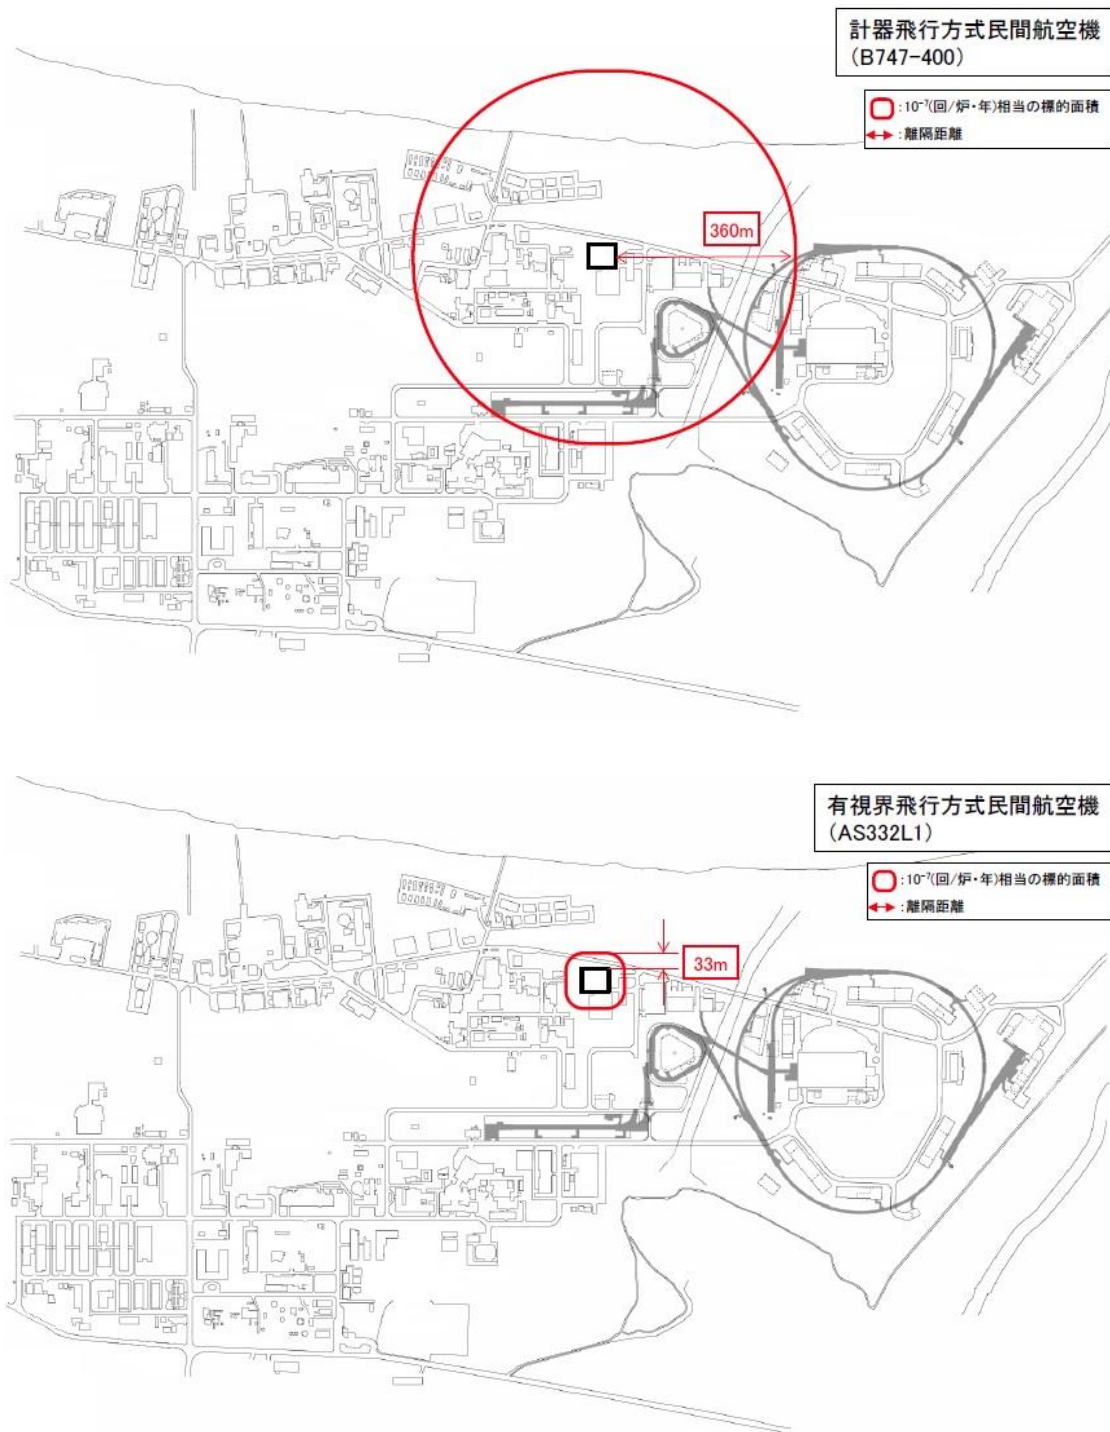 計器飛行方式民間航空機
(B747-400)
:10⁻⁷(回/炉・年)相当の標的面積
:離隔距離
360m
有視界飛行方式民間航空機
(AS332L1)
:10⁻⁷(回/炉・年)相当の標的面積
:離隔距離
33m